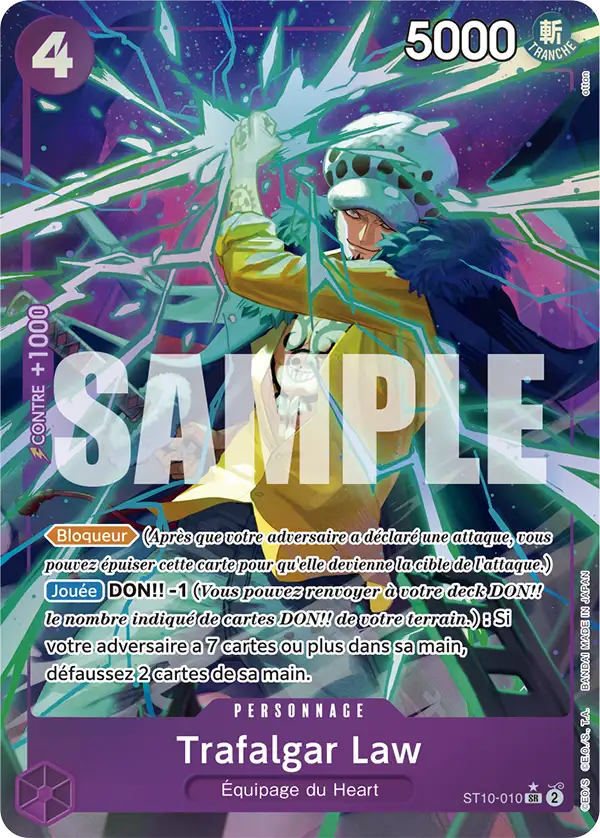 4
5000
斬
TRANCHE
otton
CONTRE +1000
SAMPLE
Bloqueur (Après que votre adversaire a déclaré une attaque, vous
pouvez épuiser cette carte pour qu'elle devienne la cible de l'attaque.)
Jouée DON!! -1 (Vous pouvez renvoyer à votre deck DON!!
le nombre indiqué de cartes DON!! de votre terrain.) : Si
votre adversaire a 7 cartes ou plus dans sa main,
défaussez 2 cartes de sa main.
PERSONNAGE
Trafalgar Law
Équipage du Heart
ST10-010 SR 2
©EO/S ©E.O./S., T.A. BANDAI MADE IN JAPAN